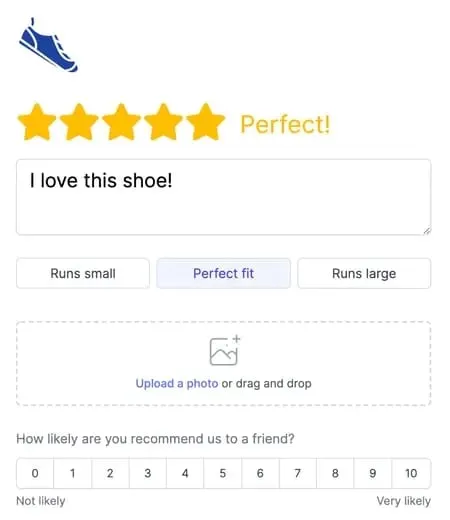 Perfect!
I love this shoe!
Runs small Perfect fit Runs large
Upload a photo or drag and drop
How likely are you recommend us to a friend?
0 1 2 3 4 5 6 7 8 9 10
Not likely Very likely